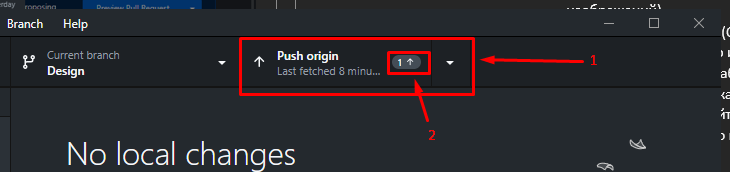 Preview Pull Request
Branch Help
Current branch
Design
Push origin
Last fetched 8 minu...
1
1
2
No local changes